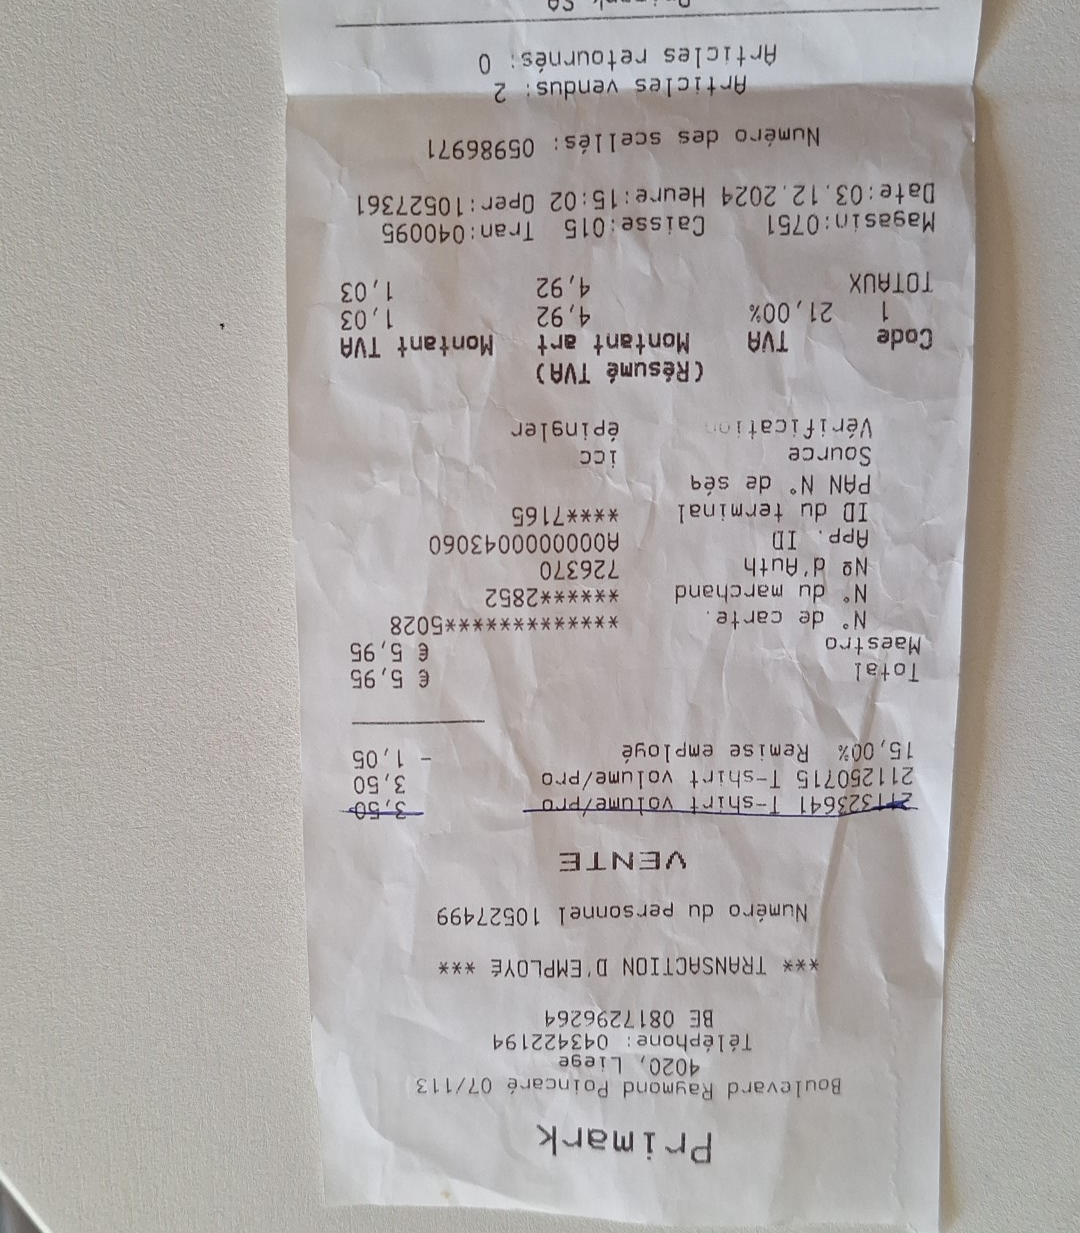 Primark
Boulevard Raymond Poincaré 07/113
4020, Liege
Téléphone: 043422194
BE 0817296264
*** TRANSACTION D'EMPLOYÉ ***
Numéro du personnel 10527499
VENTE
211323641 T-shirt volume/pro 3,50
211250715 T-shirt volume/pro 3,50
15,00% Remise employé - 1,05
Total € 5,95
Maestro € 5,95
N° de carte. ***************5028
N° du marchand *******2852
Nº d'Auth 726370
App. ID A0000000043060
ID du terminal ****7165
PAN N° de séq
Source icc
Vérification épingler
(Résumé TVA)
Code TVA Montant art Montant TVA
1 21,00% 4,92 1,03
TOTAUX 4,92 1,03
Magasin:0751 Caisse:015 Tran:040095
Date:03.12.2024 Heure:15:02 Oper:10527361
Numéro des scellés: 05986971
Articles vendus: 2
Articles retournés: 0